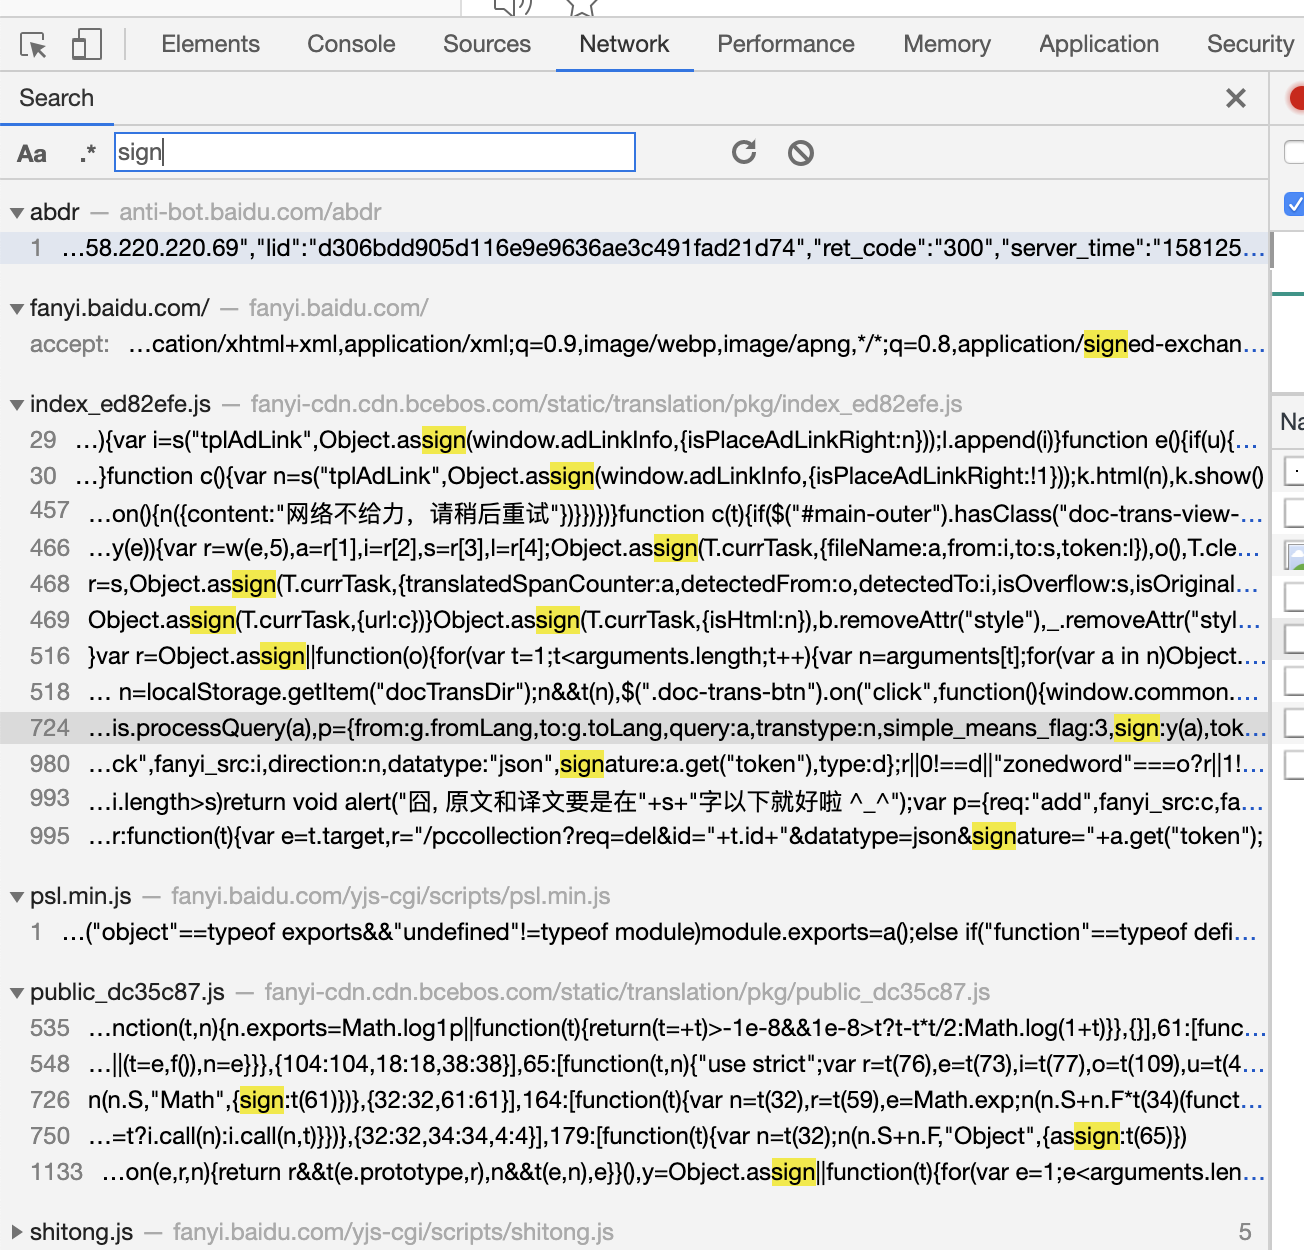 Elements Console Sources Network Performance Memory Application Security
Search
Aa .* sign
abdr — anti-bot.baidu.com/abdr
1 …58.220.220.69","lid":"d306bdd905d116e9e9636ae3c491fad21d74","ret_code":"300","server_time":"158125…
fanyi.baidu.com/ — fanyi.baidu.com/
accept: …cation/xhtml+xml,application/xml;q=0.9,image/webp,image/apng,*/*;q=0.8,application/signed-exchan…
index_ed82efe.js — fanyi-cdn.cdn.bcebos.com/static/translation/pkg/index_ed82efe.js
29 …){var i=s("tplAdLink",Object.assign(window.adLinkInfo,{isPlaceAdLinkRight:n}));l.append(i)}function e(){if(u){…
30 …}function c(){var n=s("tplAdLink",Object.assign(window.adLinkInfo,{isPlaceAdLinkRight:!1}));k.html(n),k.show()
457 …on(){n({content:"网络不给力，请稍后重试"})}})})}function c(t){if($("#main-outer").hasClass("doc-trans-view-…
466 …y(e)){var r=w(e,5),a=r[1],i=r[2],s=r[3],l=r[4];Object.assign(T.currTask,{fileName:a,from:i,to:s,token:l}),o(),T.cle…
468 r=s,Object.assign(T.currTask,{translatedSpanCounter:a,detectedFrom:o,detectedTo:i,isOverflow:s,isOriginal…
469 Object.assign(T.currTask,{url:c})}Object.assign(T.currTask,{isHtml:n}),b.removeAttr("style"),_.removeAttr("styl…
516 }var r=Object.assign||function(o){for(var t=1;t<arguments.length;t++){var n=arguments[t];for(var a in n)Object.…
518 … n=localStorage.getItem("docTransDir");n&&t(n),$(".doc-trans-btn").on("click",function(){window.common.…
724 …is.processQuery(a),p={from:g.fromLang,to:g.toLang,query:a,transtype:n,simple_means_flag:3,sign:y(a),tok…
980 …ck",fanyi_src:i,direction:n,datatype:"json",signature:a.get("token"),type:d};r||0!==d||"zonedword"===o?r||1!…
993 …i.length>s)return void alert("囧, 原文和译文要是在"+s+"字以下就好啦 ^_^");var p={req:"add",fanyi_src:c,fa…
995 …r:function(t){var e=t.target,r="/pccollection?req=del&id="+t.id+"&datatype=json&signature="+a.get("token");
psl.min.js — fanyi.baidu.com/yjs-cgi/scripts/psl.min.js
1 …("object"==typeof exports&&"undefined"!=typeof module)module.exports=a();else if("function"==typeof defi…
public_dc35c87.js — fanyi-cdn.cdn.bcebos.com/static/translation/pkg/public_dc35c87.js
535 …nction(t,n){n.exports=Math.log1p||function(t){return(t=+t)>-1e-8&&1e-8>t?t-t*t/2:Math.log(1+t)}},{}],61:[func…
548 …||(t=e,f()),n=e}}},{104:104,18:18,38:38}],65:[function(t,n){"use strict";var r=t(76),e=t(73),i=t(77),o=t(109),u=t(4…
726 n(n.S,"Math",{sign:t(61)})},{32:32,61:61}],164:[function(t){var n=t(32),r=t(59),e=Math.exp;n(n.S+n.F*t(34)(funct…
750 …=t?i.call(n):i.call(n,t)}})},{32:32,34:34,4:4}],179:[function(t){var n=t(32);n(n.S+n.F,"Object",{assign:t(65)})
1133 …on(e,r,n){return r&&t(e.prototype,r),n&&t(e,n),e}}(),y=Object.assign||function(t){for(var e=1;e<arguments.len…
shitong.js — fanyi.baidu.com/yjs-cgi/scripts/shitong.js 5